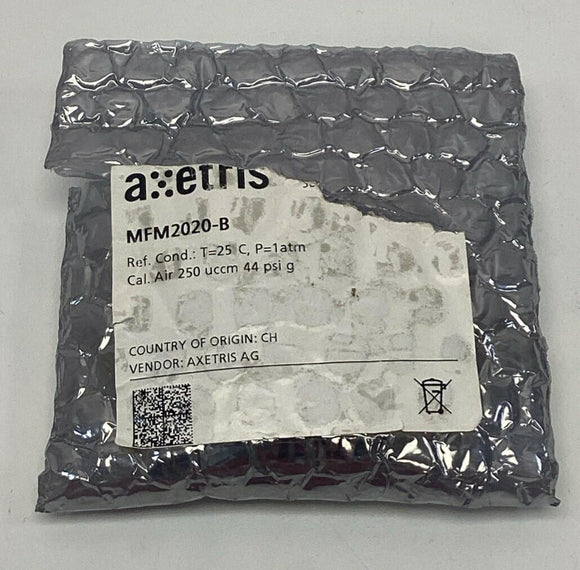 axetris
MFM2020-B
Ref. Cond.: T=25 C, P=1atm
Cal. Air 250 uccm 44 psi g
COUNTRY OF ORIGIN: CH
VENDOR: AXETRIS AG